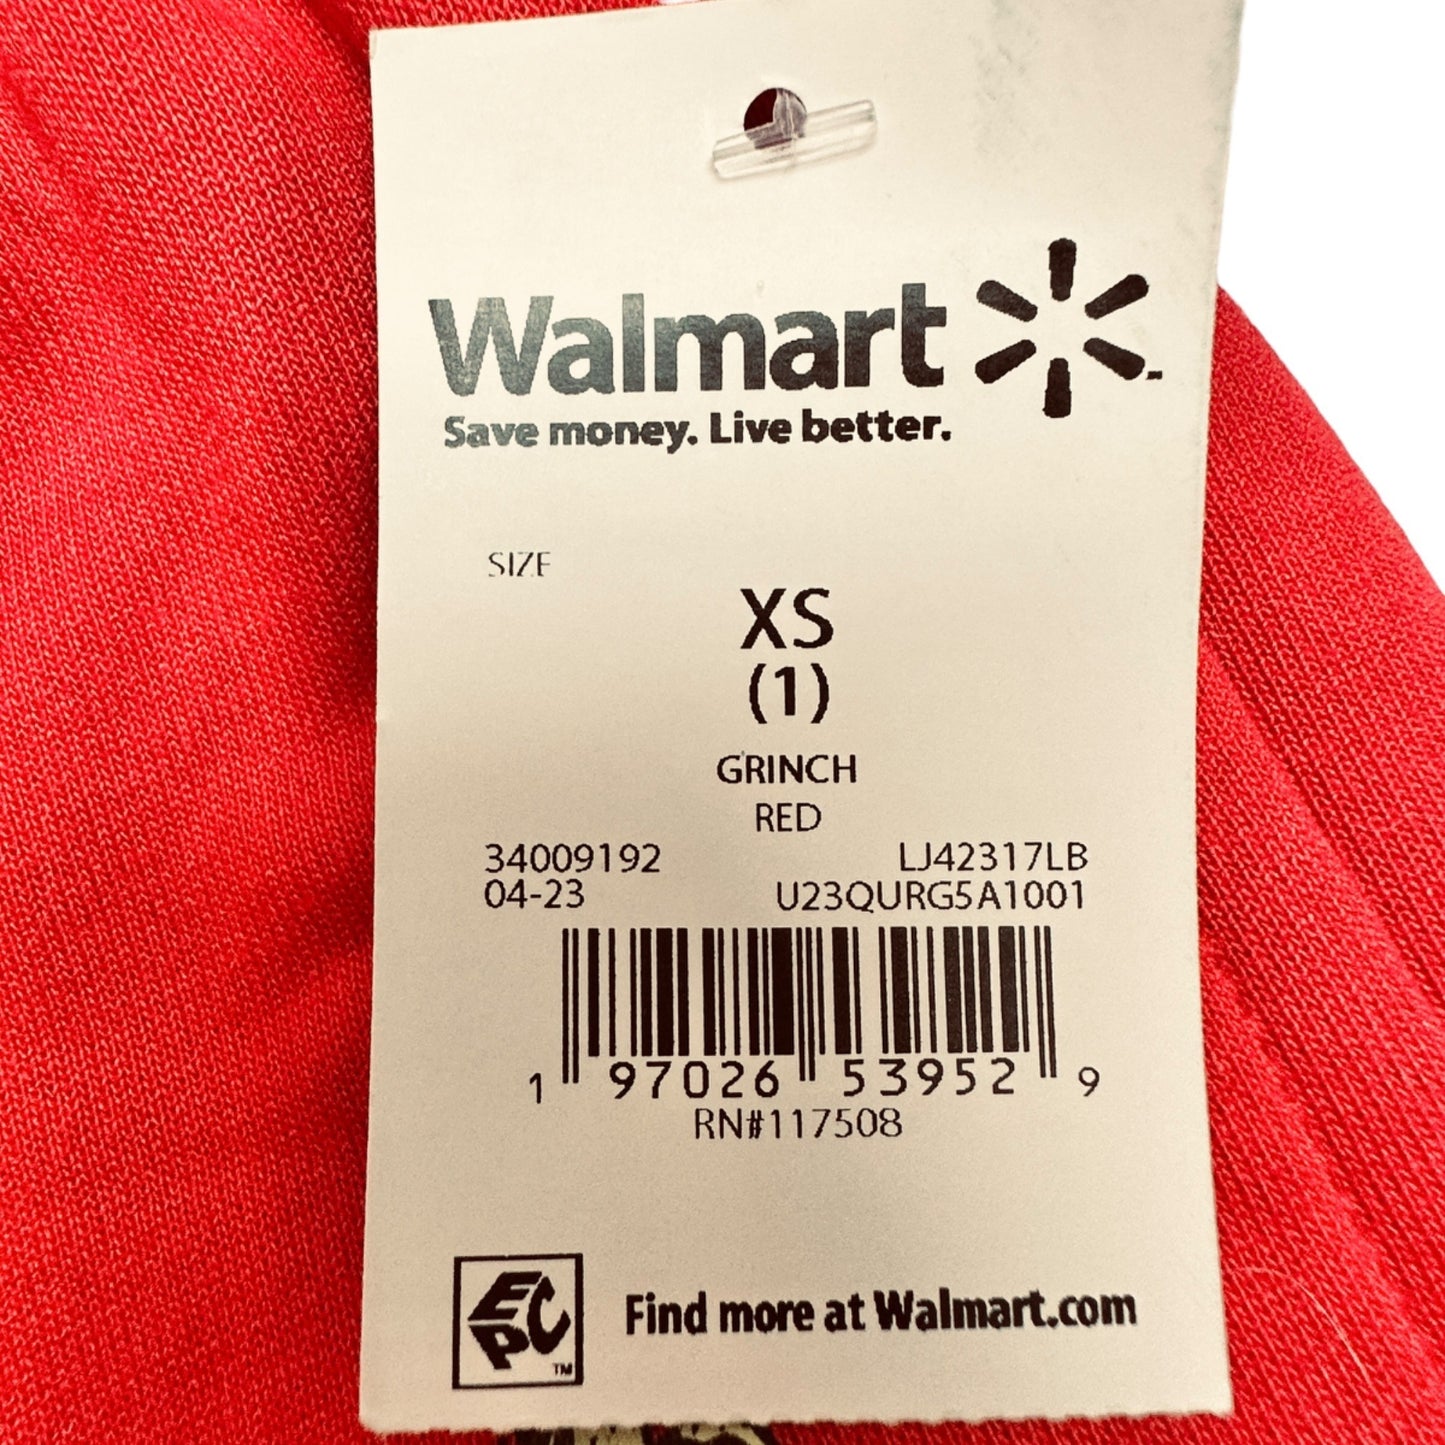 Walmart
Save money. Live better.
SIZE
XS
(1)
GRINCH
RED
34009192 LJ42317LB
04-23 U23QURG5A1001
1 97026 53952 9
RN#117508
EPC TM
Find more at Walmart.com